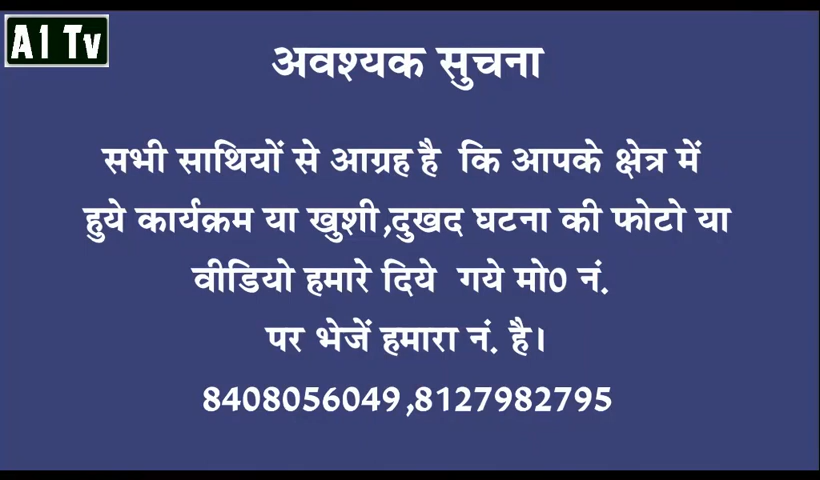 A1 Tv
अवश्यक सुचना
सभी साथियों से आग्रह है कि आपके क्षेत्र में
हुये कार्यक्रम या खुशी,दुखद घटना की फोटो या
वीडियो हमारे दिये गये मो0 नं.
पर भेजें हमारा नं. है।
8408056049,8127982795